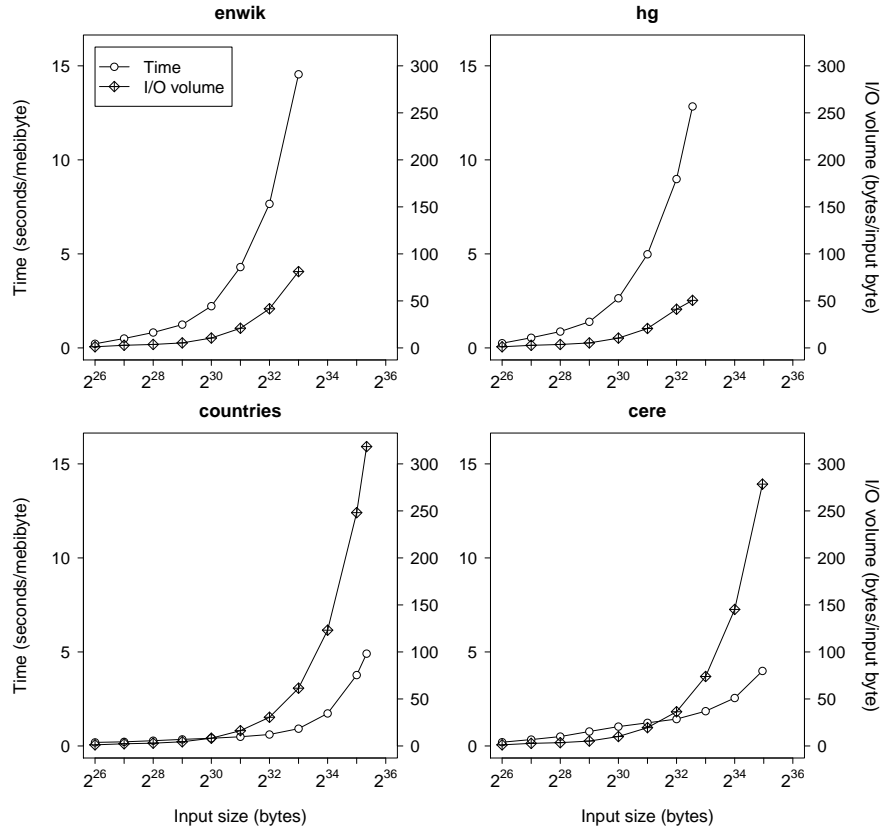 enwik
hg
Time
I/O volume
Time (seconds/mebibyte)
15
10
5
0
300
250
200
150
100
50
0
2^26 2^28 2^30 2^32 2^34 2^36
15
10
5
0
300
250
200
150
100
50
0
I/O volume (bytes/input byte)
2^26 2^28 2^30 2^32 2^34 2^36
countries
cere
Time (seconds/mebibyte)
15
10
5
0
300
250
200
150
100
50
0
2^26 2^28 2^30 2^32 2^34 2^36
Input size (bytes)
15
10
5
0
300
250
200
150
100
50
0
I/O volume (bytes/input byte)
2^26 2^28 2^30 2^32 2^34 2^36
Input size (bytes)